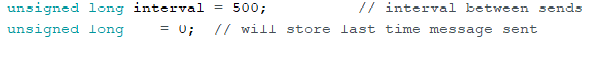 unsigned long interval = 500; // interval between sends
unsigned long = 0; // will store last time message sent